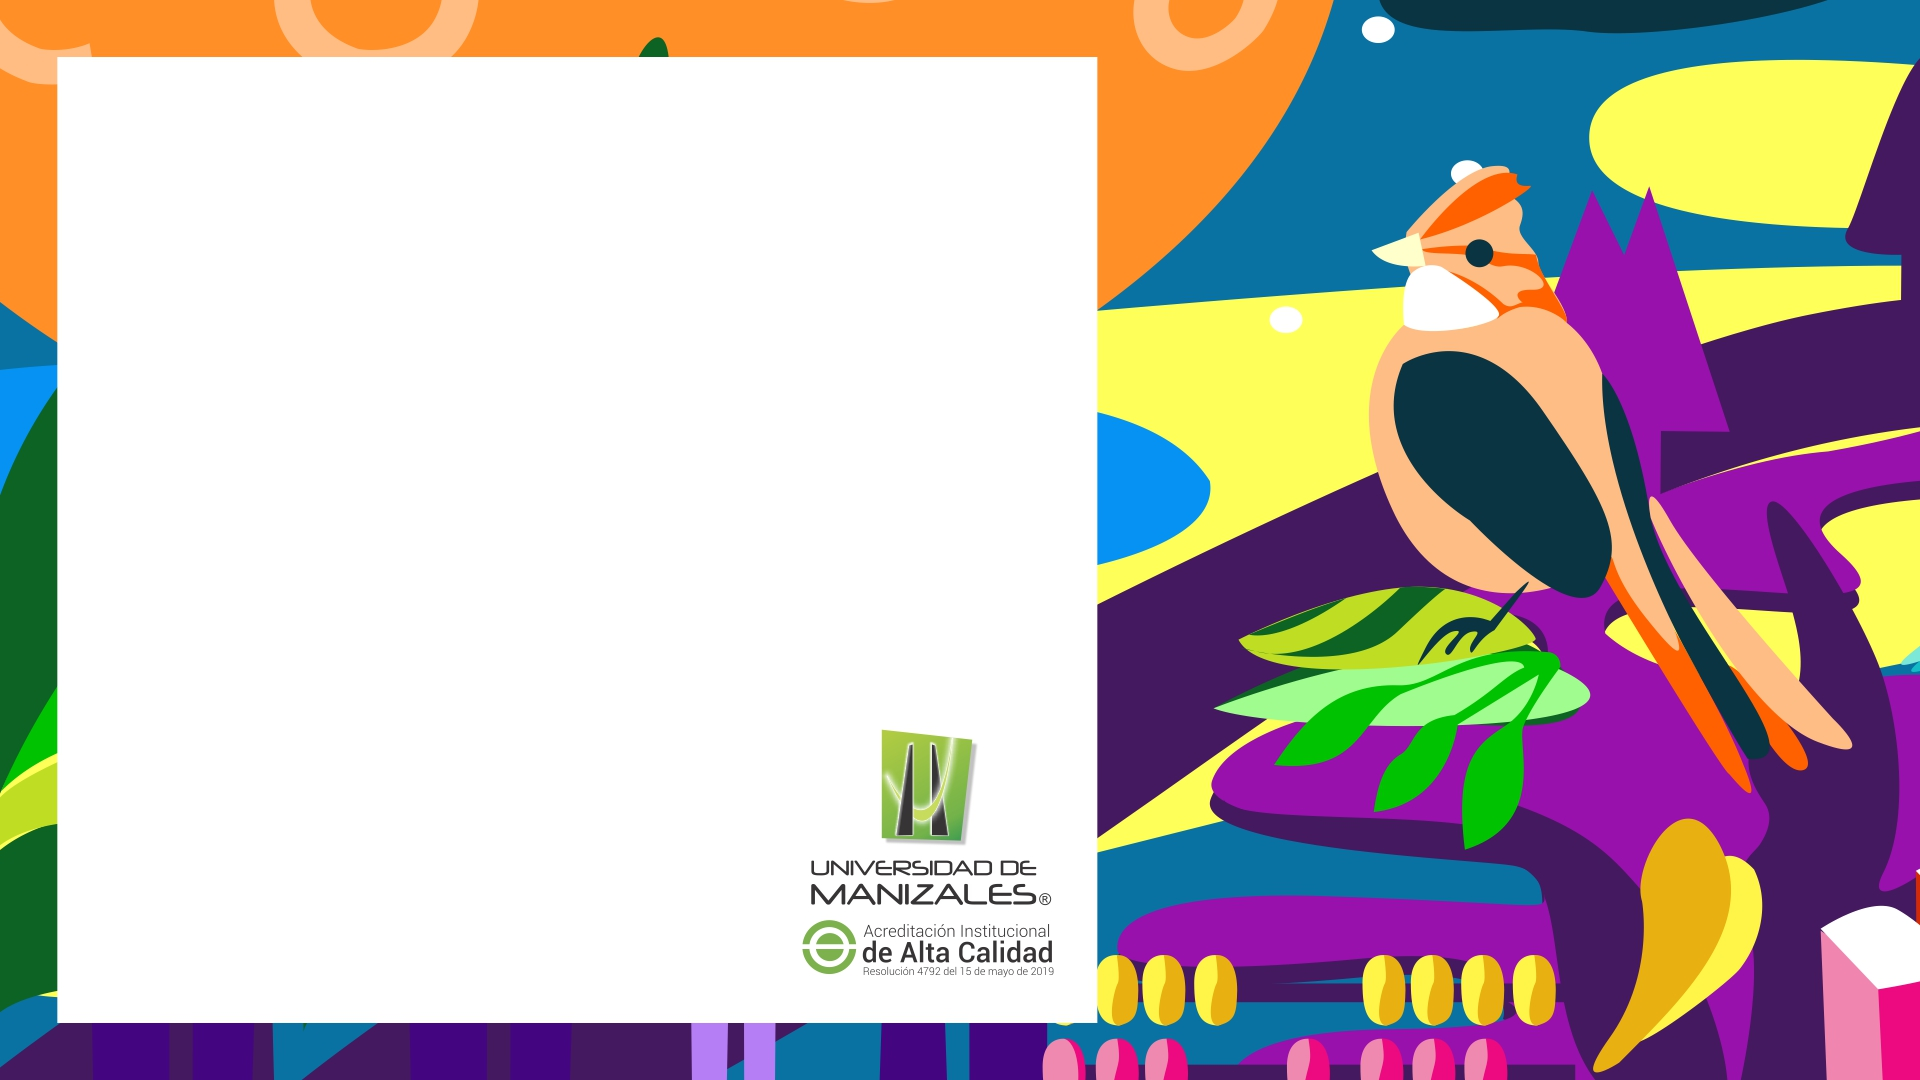 UNIVERSIDAD DE
MANIZALES®
Acreditación Institucional
de Alta Calidad
Resolución 4792 del 15 de mayo de 2019